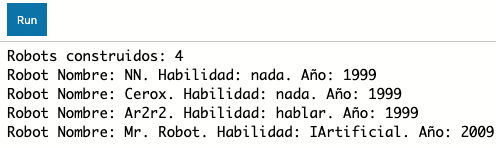 Run
Robots construidos: 4
Robot Nombre: NN. Habilidad: nada. Año: 1999
Robot Nombre: Cerox. Habilidad: nada. Año: 1999
Robot Nombre: Ar2r2. Habilidad: hablar. Año: 1999
Robot Nombre: Mr. Robot. Habilidad: IArtificial. Año: 2009